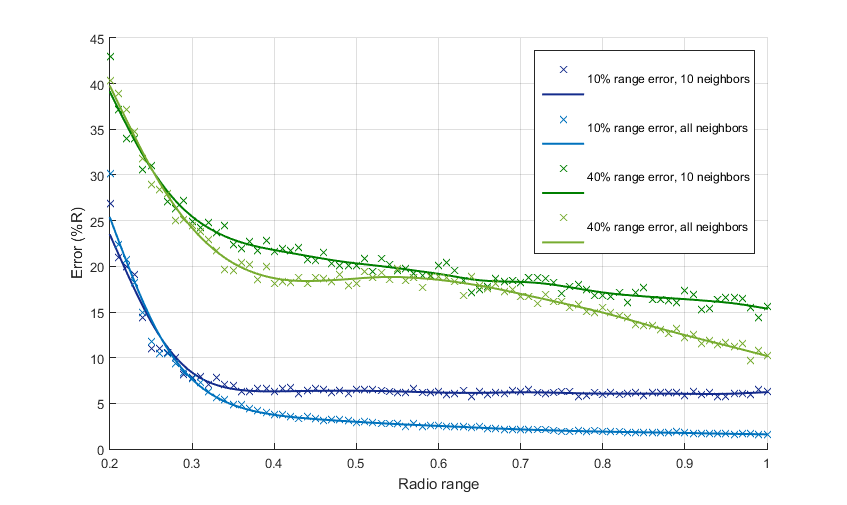 45
40
35
30
25
20
15
10
5
0
Error (%R)
10% range error, 10 neighbors
10% range error, all neighbors
40% range error, 10 neighbors
40% range error, all neighbors
0.2 0.3 0.4 0.5 0.6 0.7 0.8 0.9 1
Radio range